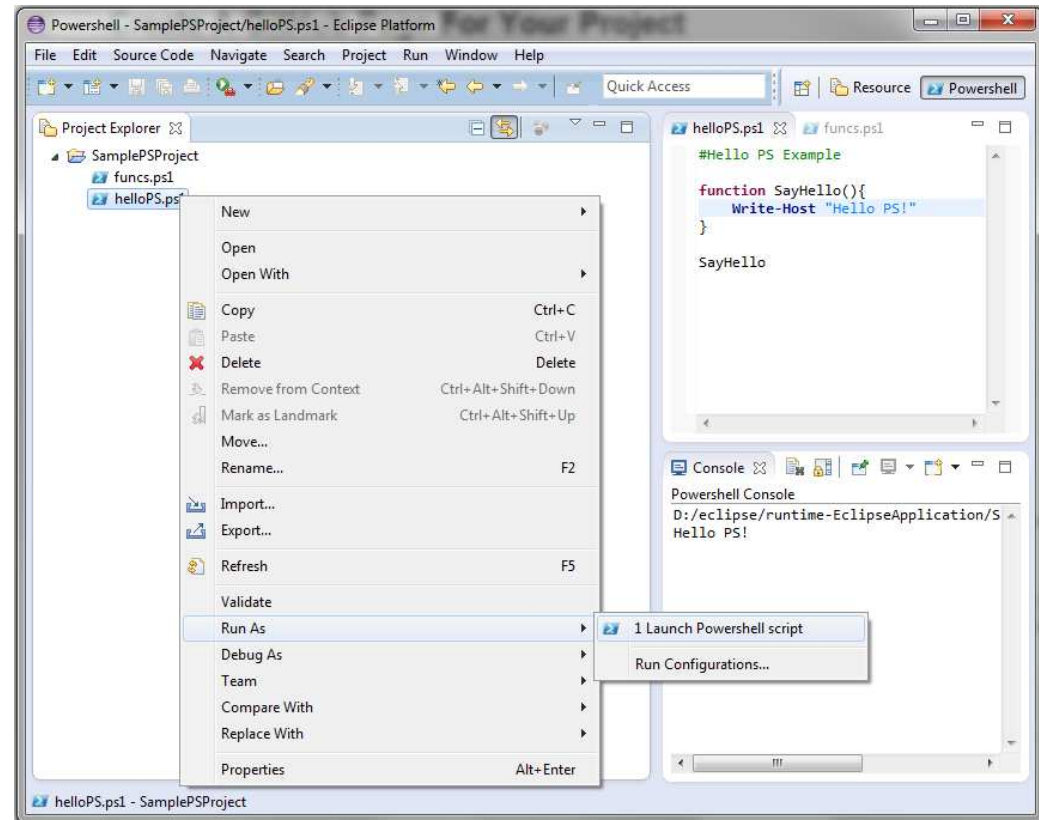 For Your Project
Powershell - SamplePSProject/helloPS.ps1 - Eclipse Platform
File Edit Source Code Navigate Search Project Run Window Help
Quick Access
Resource
Powershell
Project Explorer
SamplePSProject
funcs.ps1
helloPS.ps1
New
Open
Open With
Copy Ctrl+C
Paste Ctrl+V
Delete Delete
Remove from Context Ctrl+Alt+Shift+Down
Mark as Landmark Ctrl+Alt+Shift+Up
Move...
Rename... F2
Import...
Export...
Refresh F5
Validate
Run As
Debug As
Team
Compare With
Replace With
Properties Alt+Enter
1 Launch Powershell script
Run Configurations...
helloPS.ps1 funcs.ps1
#Hello PS Example
function SayHello(){
Write-Host "Hello PS!"
}
SayHello
Console
Powershell Console
D:/eclipse/runtime-EclipseApplication/S
Hello PS!
helloPS.ps1 - SamplePSProject